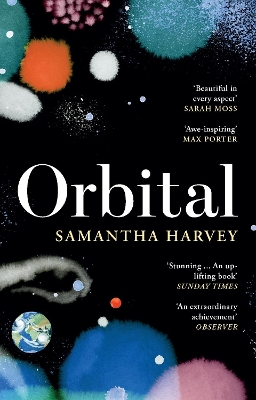 'Beautiful in
every aspect'
SARAH MOSS
'Awe-inspiring'
MAX PORTER
Orbital
SAMANTHA HARVEY
'Stunning ... An up-
lifting book'
SUNDAY TIMES
'An extraordinary
achievement'
OBSERVER